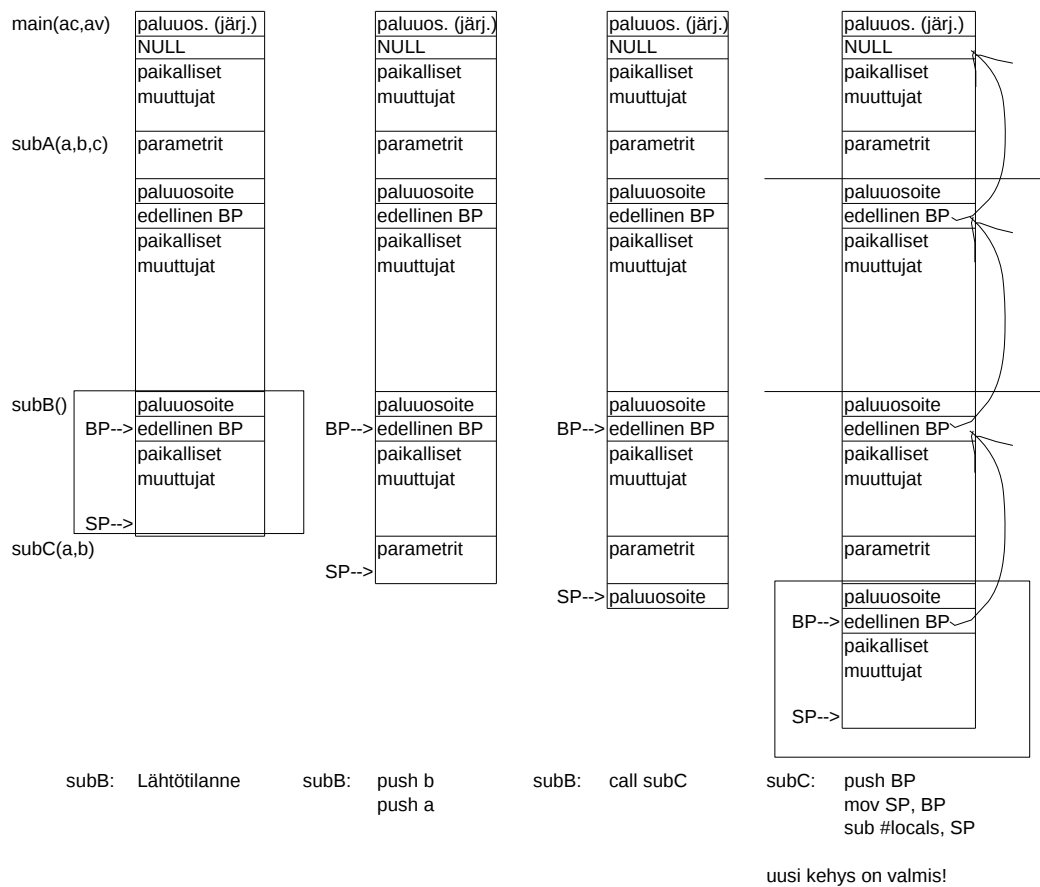 main(ac,av) paluuos. (järj.) paluuos. (järj.) paluuos. (järj.) paluuos. (järj.)
NULL NULL NULL NULL
paikalliset paikalliset paikalliset paikalliset
muuttujat muuttujat muuttujat muuttujat
subA(a,b,c) parametrit parametrit parametrit parametrit
paluuosoite paluuosoite paluuosoite paluuosoite
edellinen BP edellinen BP edellinen BP edellinen BP
paikalliset paikalliset paikalliset paikalliset
muuttujat muuttujat muuttujat muuttujat
subB() paluuosoite paluuosoite paluuosoite paluuosoite
BP--> edellinen BP BP--> edellinen BP BP--> edellinen BP edellinen BP
paikalliset paikalliset paikalliset paikalliset
muuttujat muuttujat muuttujat muuttujat
SP-->
subC(a,b) parametrit parametrit parametrit
SP-->
SP--> paluuosoite paluuosoite
BP--> edellinen BP
paikalliset
muuttujat
SP-->
subB: Lähtötilanne subB: push b subB: call subC subC: push BP
push a mov SP, BP
sub #locals, SP
uusi kehys on valmis!